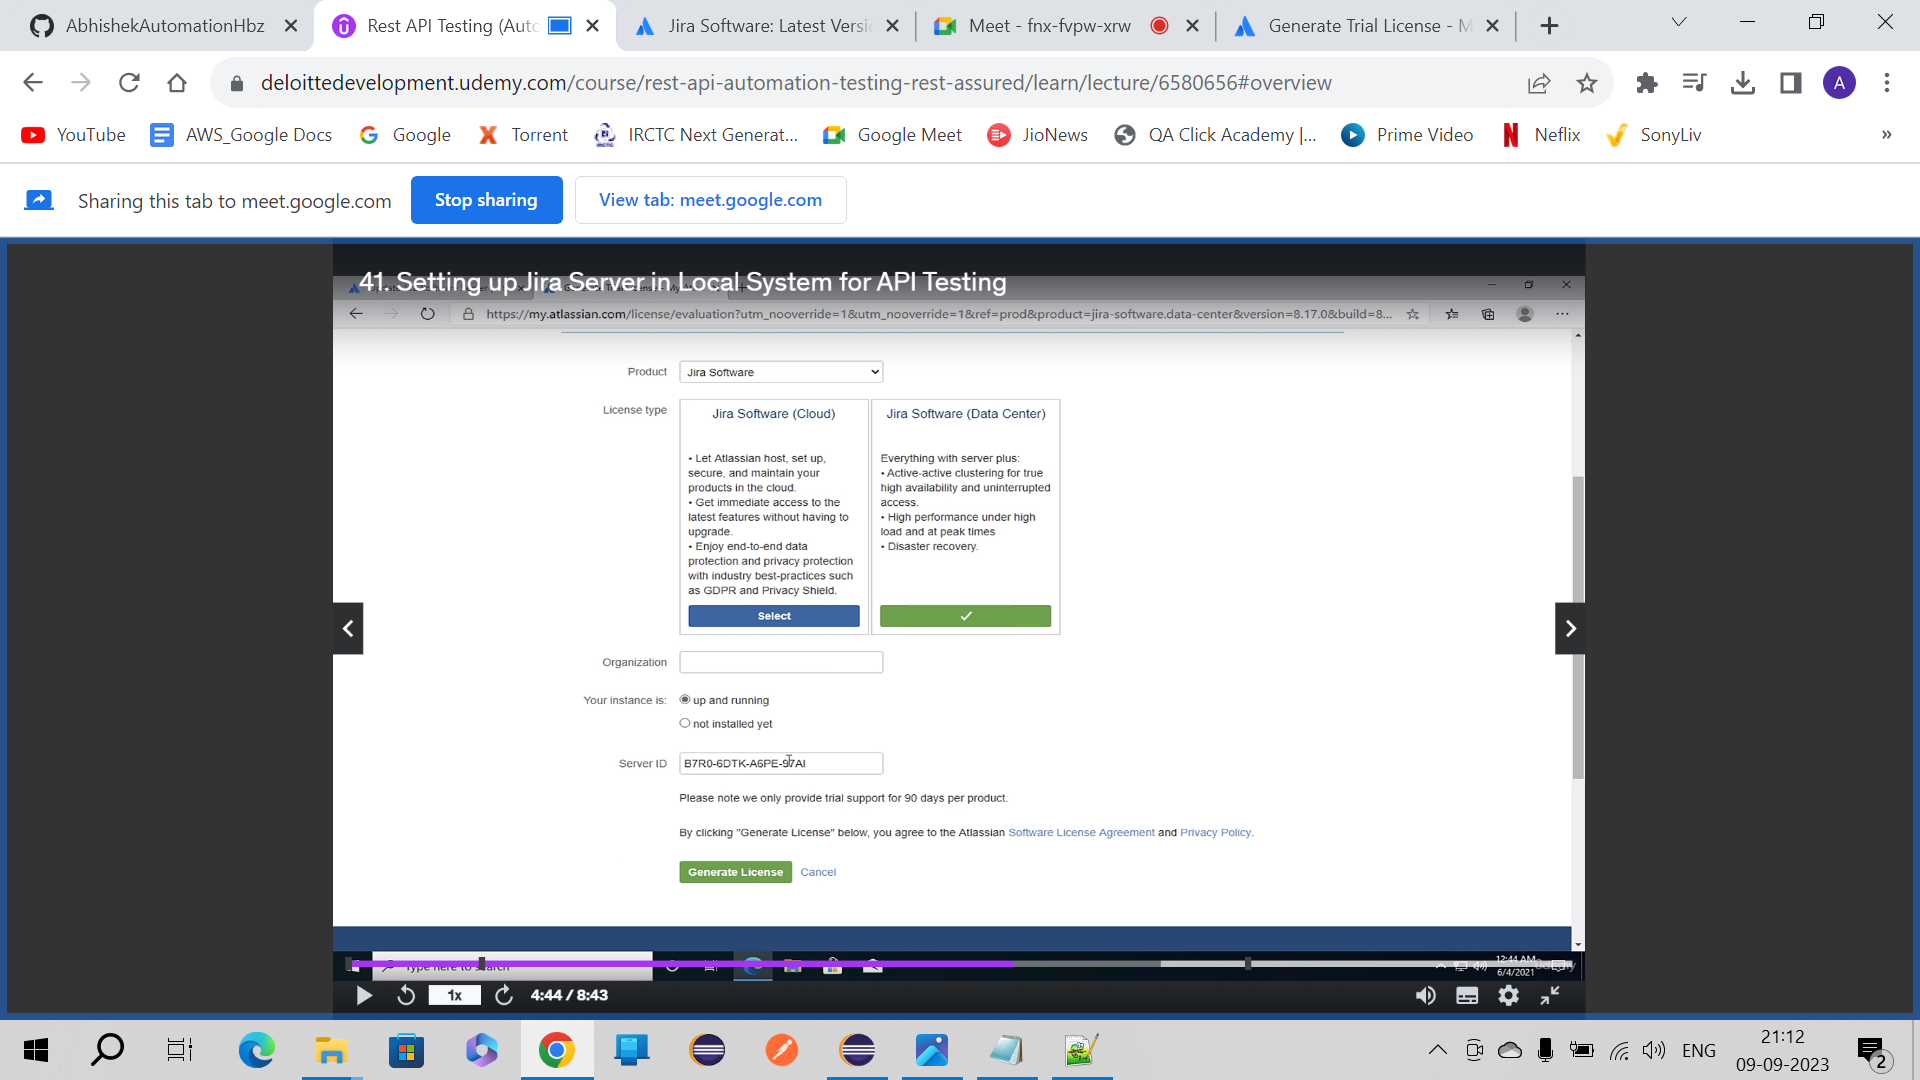 AbhishekAutomationHbz
Rest API Testing (Auto
Jira Software: Latest Versi
Meet - fnx-fvpw-xrw
Generate Trial License - M
deloittedevelopment.udemy.com/course/rest-api-automation-testing-rest-assured/learn/lecture/6580656#overview
A
YouTube AWS_Google Docs Google Torrent IRCTC Next Generat... Google Meet JioNews QA Click Academy |... Prime Video Neflix SonyLiv »
Sharing this tab to meet.google.com Stop sharing View tab: meet.google.com
41. Setting up Jira Server in Local System for API Testing
https://my.atlassian.com/license/evaluation?utm_nooverride=1&utm_nooverride=1&ref=prod&product=jira-software.data-center&version=8.17.0&build=8...
Product Jira Software
License type
Jira Software (Cloud)
• Let Atlassian host, set up,
secure, and maintain your
products in the cloud.
• Get immediate access to the
latest features without having to
upgrade.
• Enjoy end-to-end data
protection and privacy protection
with industry best-practices such
as GDPR and Privacy Shield.
Select
Jira Software (Data Center)
Everything with server plus:
• Active-active clustering for true
high availability and uninterrupted
access.
• High performance under high
load and at peak times
• Disaster recovery.
Organization
Your instance is: up and running
not installed yet
Server ID B7R0-6DTK-A6PE-97AI
Please note we only provide trial support for 90 days per product.
By clicking "Generate License" below, you agree to the Atlassian Software License Agreement and Privacy Policy.
Generate License Cancel
Type here to search
12:44 AM
6/4/2021
1x 4:44 / 8:43
ENG
21:12
09-09-2023
2